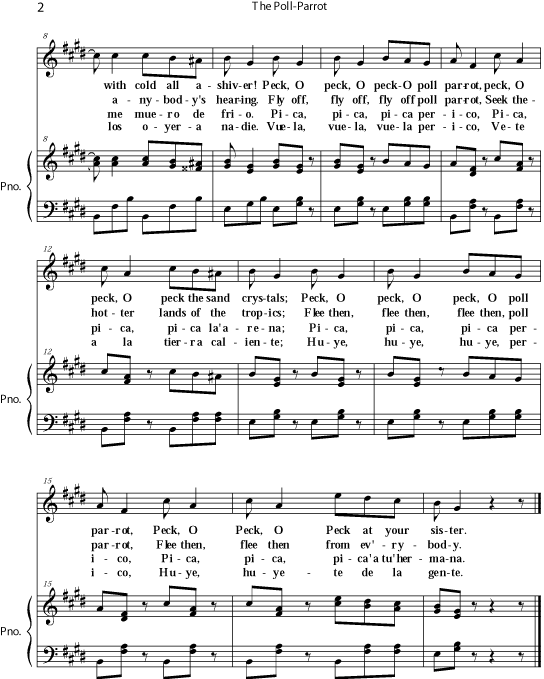 2
The Poll-Parrot
8
with cold all a - shiv-er! Peck, O peck, O peck-O poll par-rot, peck, O
a - ny-bod-y's hear-ing. Fly off, fly off, fly off poll par-rot, Seek the-
me mue-ro de fri-o. Pi-ca, pi-ca, pi-ca per-i-co, Pi-ca,
los o-yer-a na-die. Vue-la, vue-la, vue-la per-i-co, Ve-te
8
Pno.
12
peck, O peck the sand crys-tals; Peck, O peck, O peck, O poll
hot-ter lands of the trop-ics; Flee then, flee then, flee then, poll
pi-ca, pi-ca la'a-re-na; Pi-ca, pi-ca, pi-ca per-
a la tier-ra cal-ien-te; Hu-ye, hu-ye, hu-ye, per-
12
Pno.
15
par-rot, Peck, O Peck, O Peck at your sis-ter.
par-rot, Flee then, flee then from ev'-ry-bod-y.
i-co, Pi-ca, pi-ca, pi-ca'a tu'her-ma-na.
i-co, Hu-ye, hu-ye- te de la gen-te.
15
Pno.